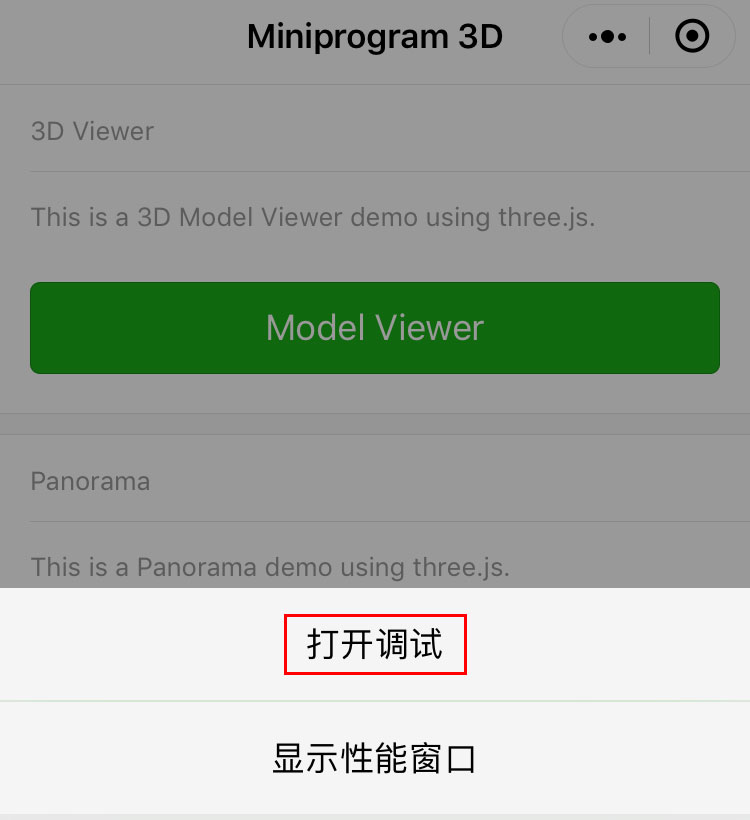 Miniprogram 3D
3D Viewer
This is a 3D Model Viewer demo using three.js.
Model Viewer
Panorama
This is a Panorama demo using three.js.
打开调试
显示性能窗口